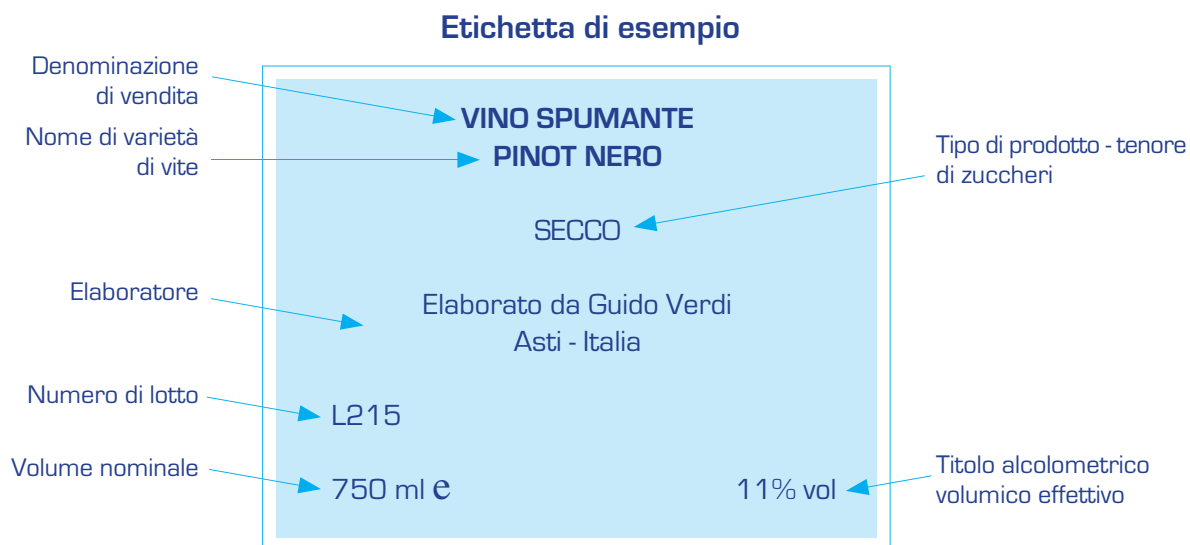 Etichetta di esempio
Denominazione
di vendita
VINO SPUMANTE
Nome di varietà
di vite
PINOT NERO
Tipo di prodotto - tenore
di zuccheri
SECCO
Elaboratore
Elaborato da Guido Verdi
Asti - Italia
Numero di lotto
L215
Volume nominale
750 ml e
11% vol
Titolo alcolometrico
volumico effettivo